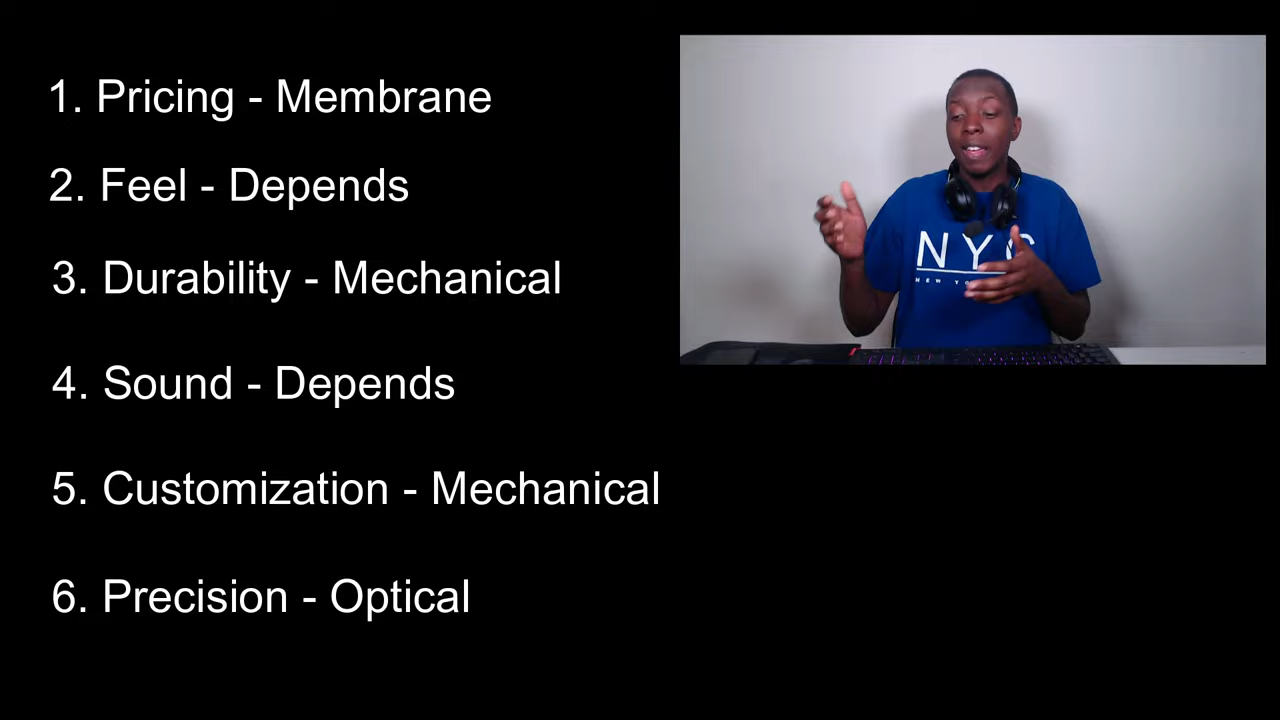 1. Pricing - Membrane
2. Feel - Depends
3. Durability - Mechanical
4. Sound - Depends
5. Customization - Mechanical
6. Precision - Optical
NYC
NEW